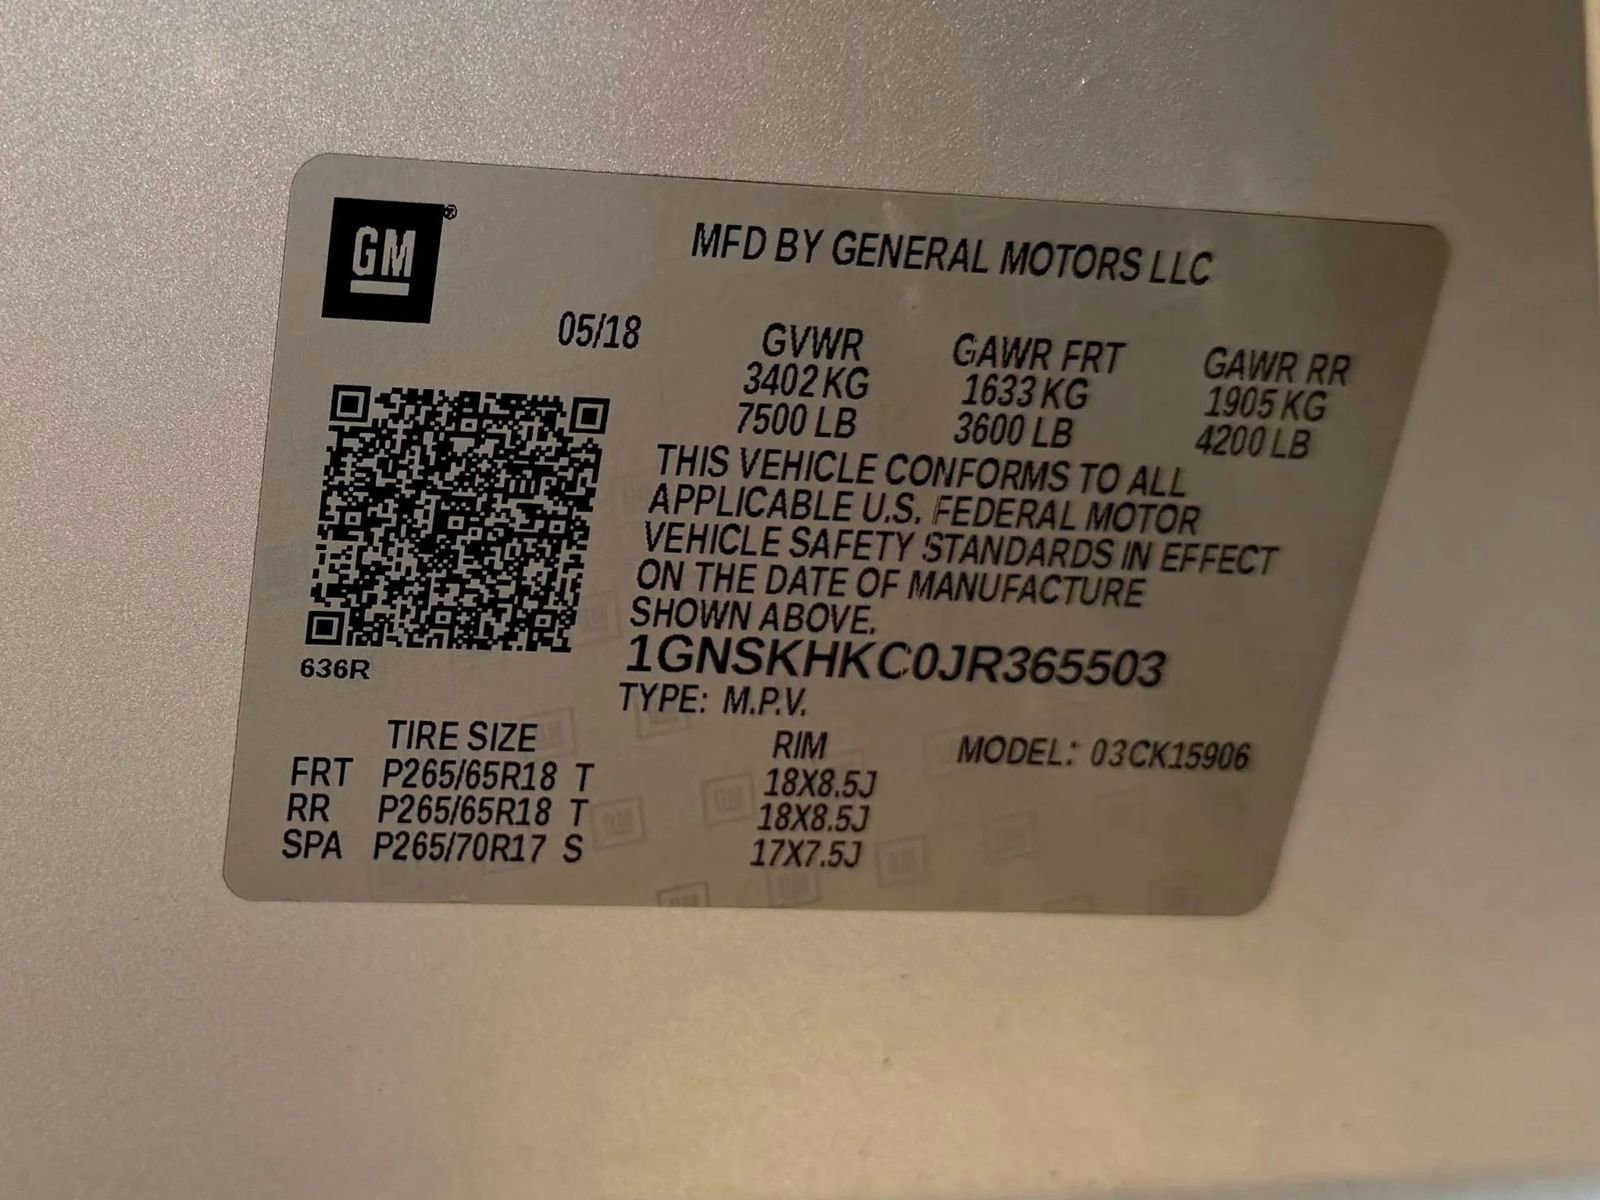 GM®
MFD BY GENERAL MOTORS LLC
05/18
GVWR GAWR FRT GAWR RR
3402 KG 1633 KG 1905 KG
7500 LB 3600 LB 4200 LB
THIS VEHICLE CONFORMS TO ALL
APPLICABLE U.S. FEDERAL MOTOR
VEHICLE SAFETY STANDARDS IN EFFECT
ON THE DATE OF MANUFACTURE
SHOWN ABOVE.
636R
1GNSKHKC0JR365503
TYPE: M.P.V.
TIRE SIZE RIM MODEL: 03CK15906
FRT P265/65R18 T 18X8.5J
RR P265/65R18 T 18X8.5J
SPA P265/70R17 S 17X7.5J